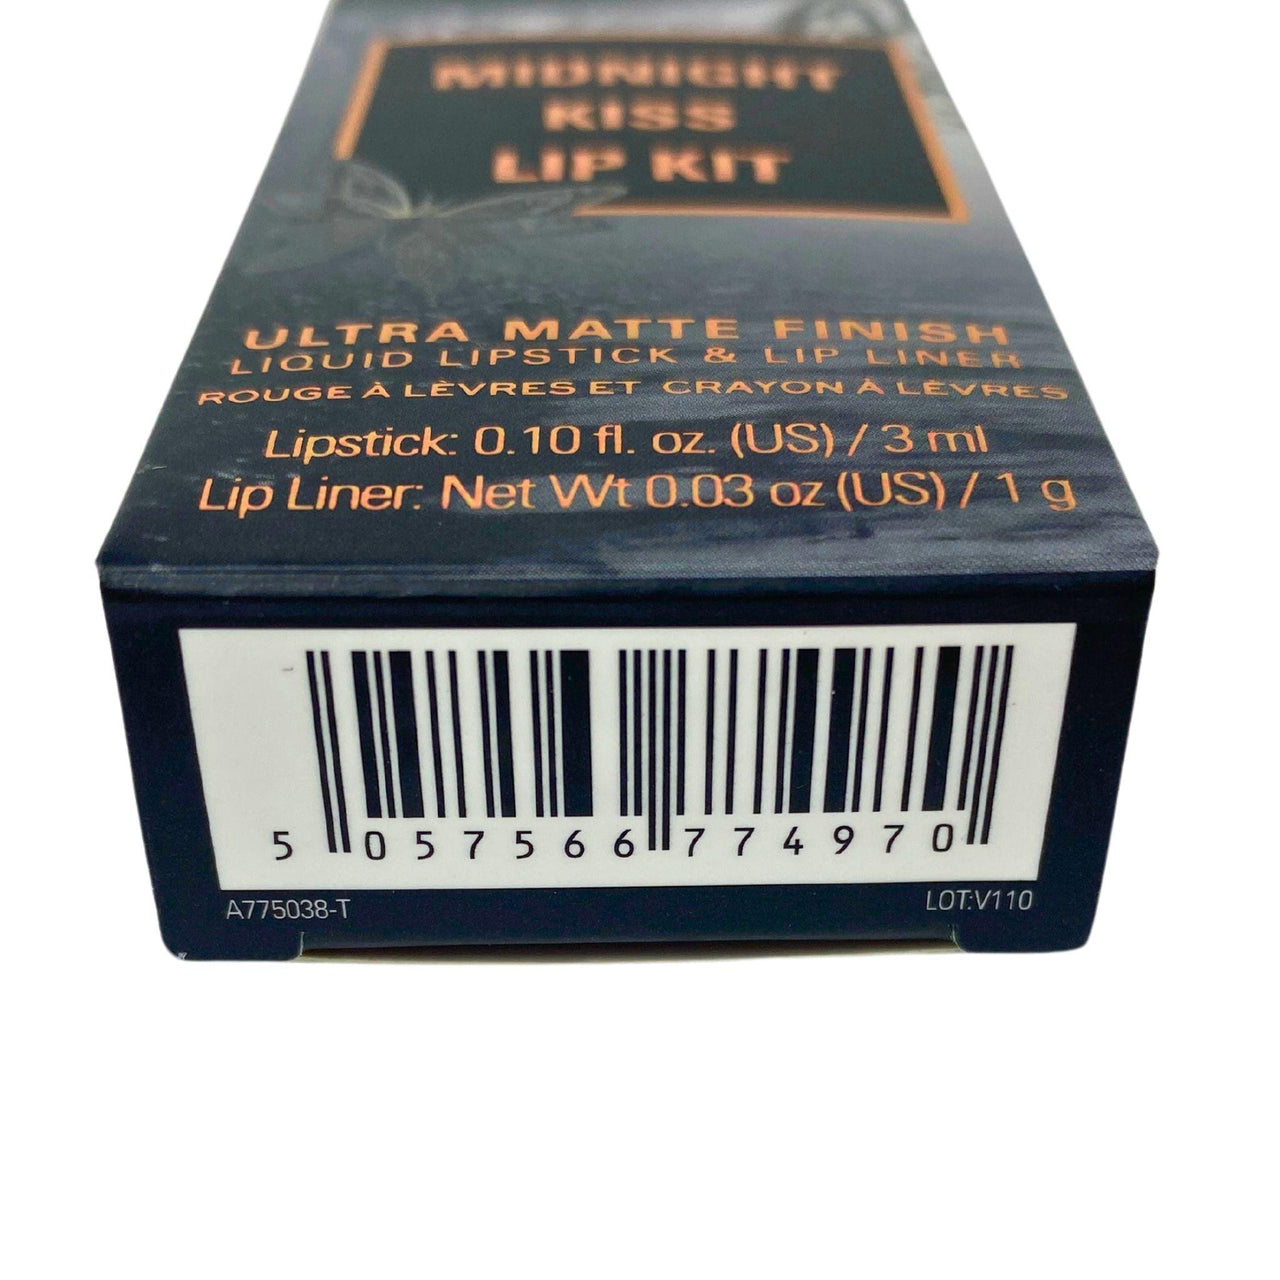 MIDNIGHT
KISS
LIP KIT
ULTRA MATTE FINISH
LIQUID LIPSTICK & LIP LINER
ROUGE À LÈVRES ET CRAYON À LÈVRES
Lipstick: 0.10 fl. oz. (US) / 3 ml
Lip Liner: Net Wt 0.03 oz (US) / 1 g
5 057566 774970
A775038-T LOT:V110